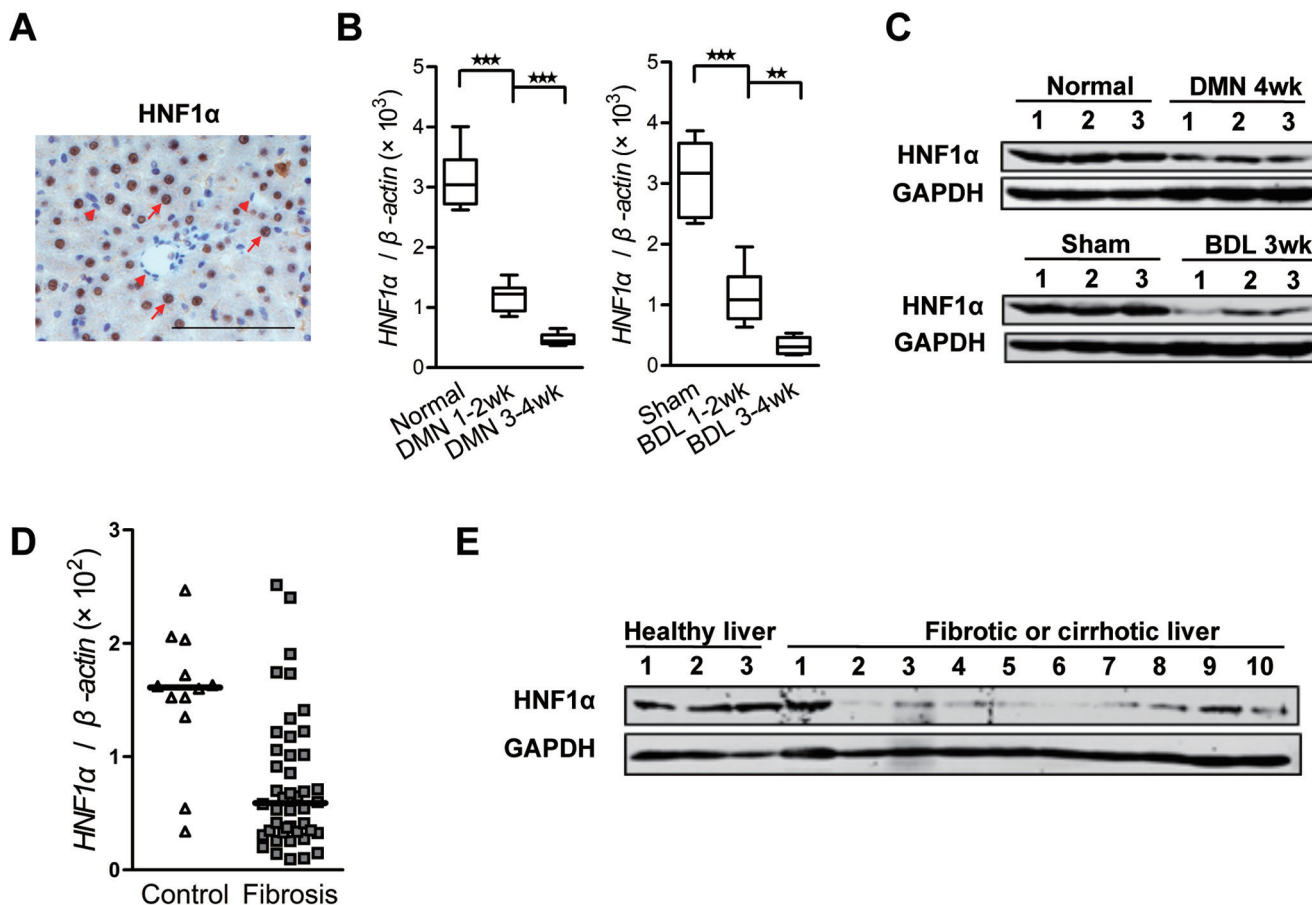 A
HNF1α
B
HNF1α / β-actin (× 10³)
5
4
3
2
1
0
★★★
★★★
Normal
DMN 1-2wk
DMN 3-4wk
HNF1α / β-actin (× 10³)
5
4
3
2
1
0
★★★
★★
Sham
BDL 1-2wk
BDL 3-4wk
C
Normal DMN 4wk
1 2 3 1 2 3
HNF1α
GAPDH
Sham BDL 3wk
1 2 3 1 2 3
HNF1α
GAPDH
D
HNF1α / β-actin (× 10²)
3
2
1
0
Control Fibrosis
E
Healthy liver Fibrotic or cirrhotic liver
1 2 3 1 2 3 4 5 6 7 8 9 10
HNF1α
GAPDH